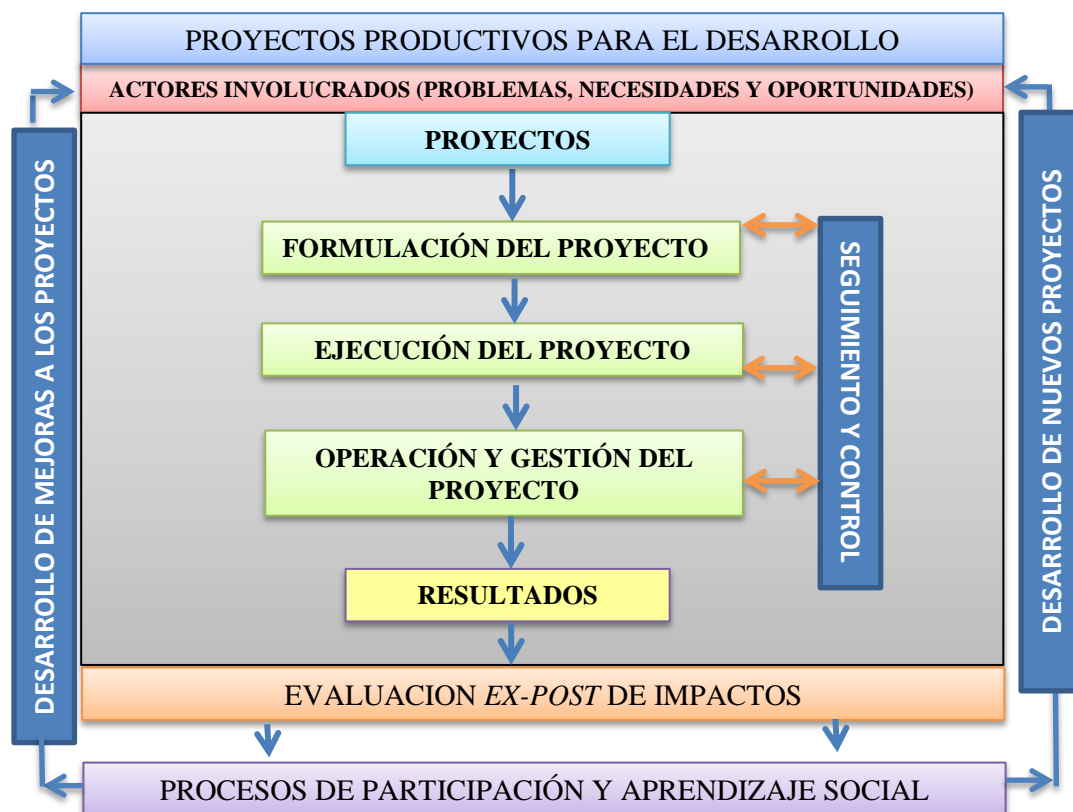 PROYECTOS PRODUCTIVOS PARA EL DESARROLLO
ACTORES INVOLUCRADOS (PROBLEMAS, NECESIDADES Y OPORTUNIDADES)
PROYECTOS
FORMULACIÓN DEL PROYECTO
EJECUCIÓN DEL PROYECTO
OPERACIÓN Y GESTIÓN DEL
PROYECTO
RESULTADOS
SEGUIMIENTO Y CONTROL
DESARROLLO DE MEJORAS A LOS PROYECTOS
DESARROLLO DE NUEVOS PROYECTOS
EVALUACION EX-POST DE IMPACTOS
PROCESOS DE PARTICIPACIÓN Y APRENDIZAJE SOCIAL